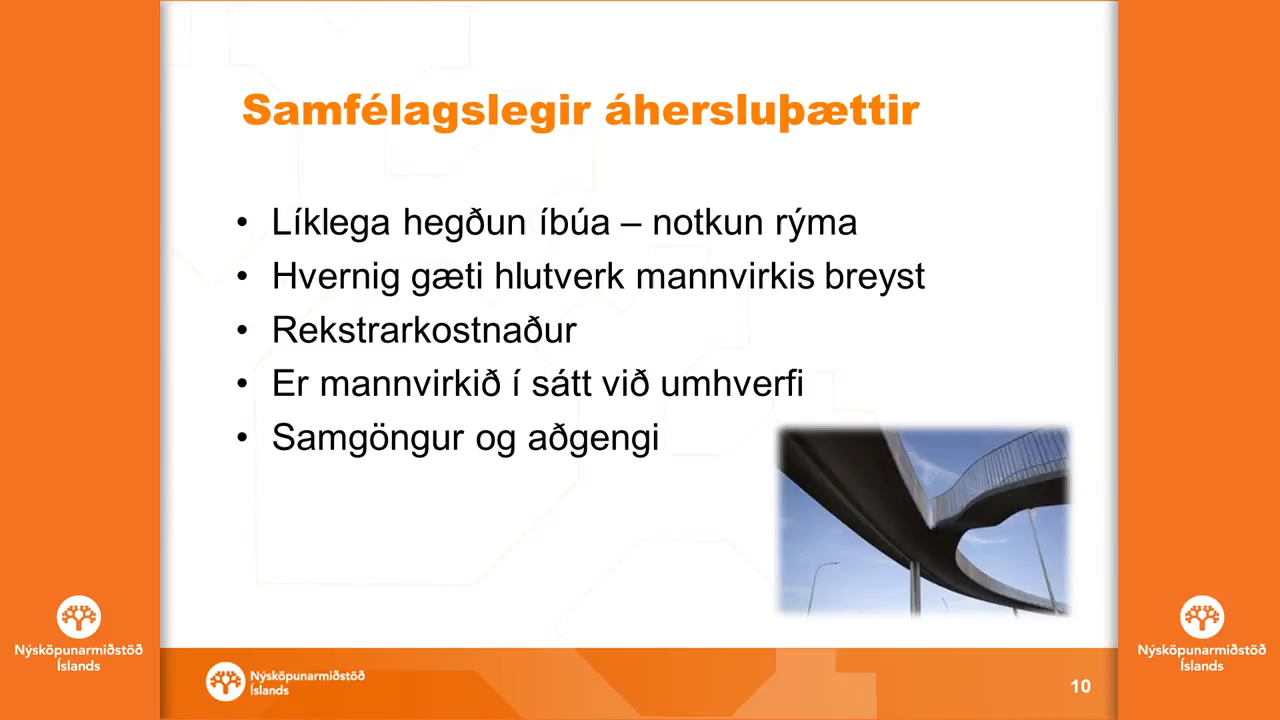 Samfélagslegir áhersluþættir
• Líklega hegðun íbúa – notkun rýma
• Hvernig gæti hlutverk mannvirkis breyst
• Rekstrarkostnaður
• Er mannvirkið í sátt við umhverfi
• Samgöngur og aðgengi
Nýsköpunarmiðstöð
Íslands
Nýsköpunarmiðstöð
Íslands
10
Nýsköpunarmiðstöð
Íslands